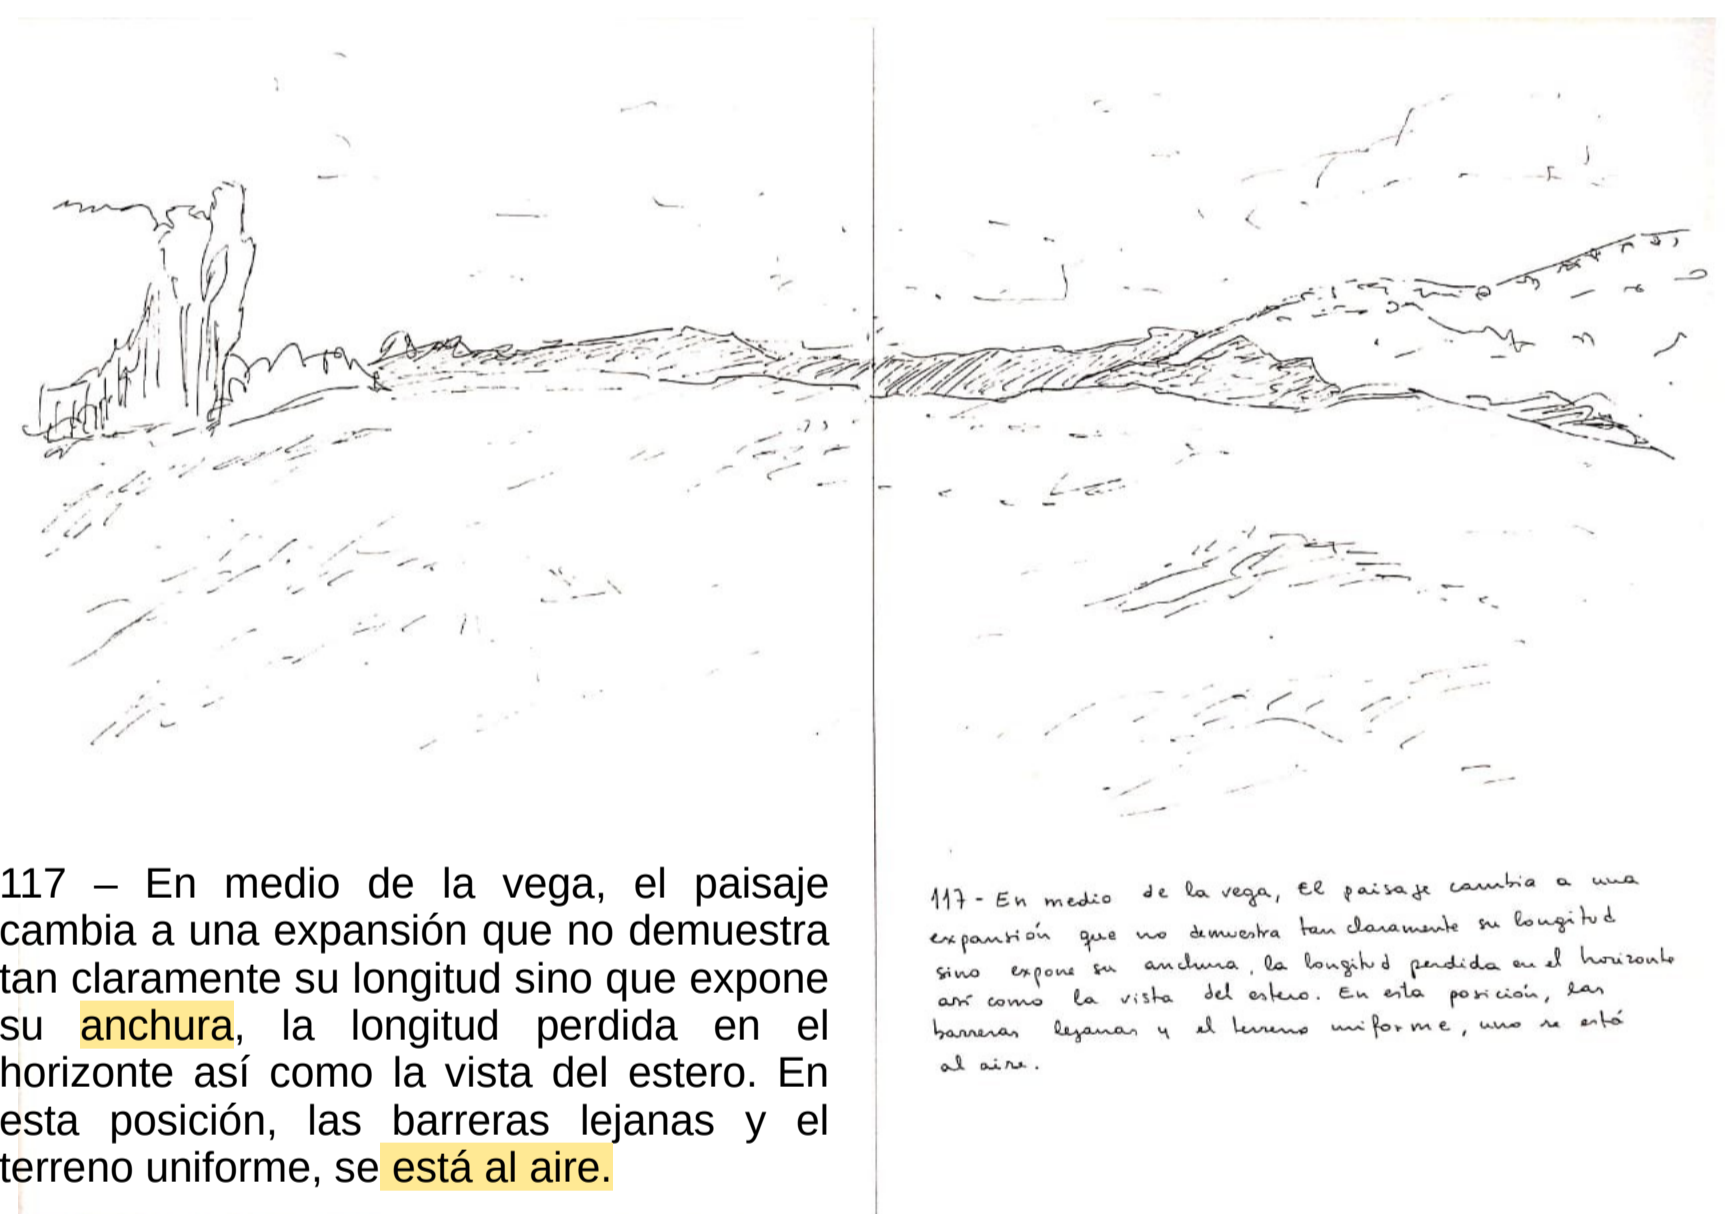 117 – En medio de la vega, el paisaje
cambia a una expansión que no demuestra
tan claramente su longitud sino que expone
su anchura, la longitud perdida en el
horizonte así como la vista del estero. En
esta posición, las barreras lejanas y el
terreno uniforme, se está al aire.
117- En medio de la vega, el paisaje cambia a una
expansión que no demuestra tan claramente su longitud
sino expone su anchura, la longitud perdida en el horizonte
así como la vista del estero. En esta posición, las
barreras lejanas y el terreno uniforme, uno se está
al aire.